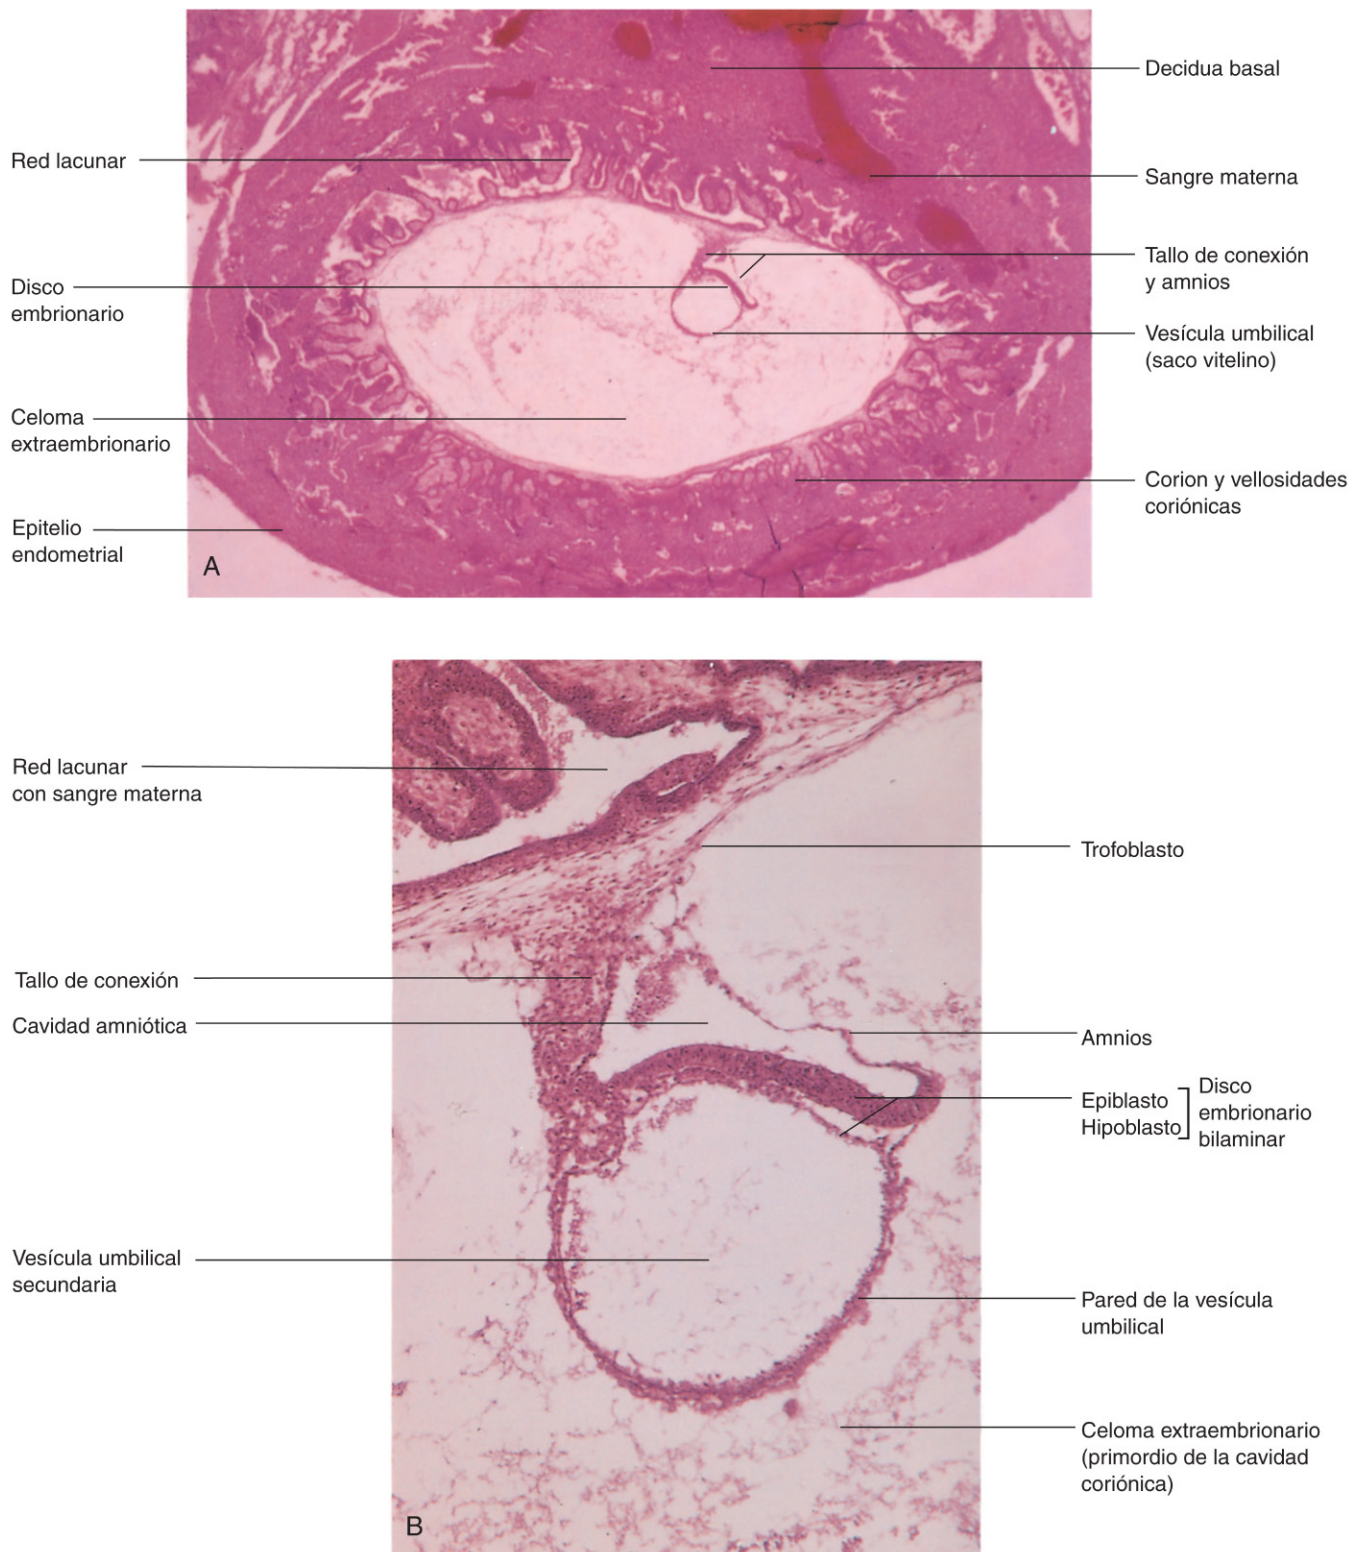 Decidua basal
Red lacunar
Sangre materna
Tallo de conexión
y amnios
Disco
embrionario
Vesícula umbilical
(saco vitelino)
Celoma
extraembrionario
Corion y vellosidades
coriónicas
Epitelio
endometrial
A
Red lacunar
con sangre materna
Trofoblasto
Tallo de conexión
Cavidad amniótica
Amnios
Epiblasto
Hipoblasto
Disco
embrionario
bilaminar
Vesícula umbilical
secundaria
Pared de la vesícula
umbilical
Celoma extraembrionario
(primordio de la cavidad
coriónica)
B